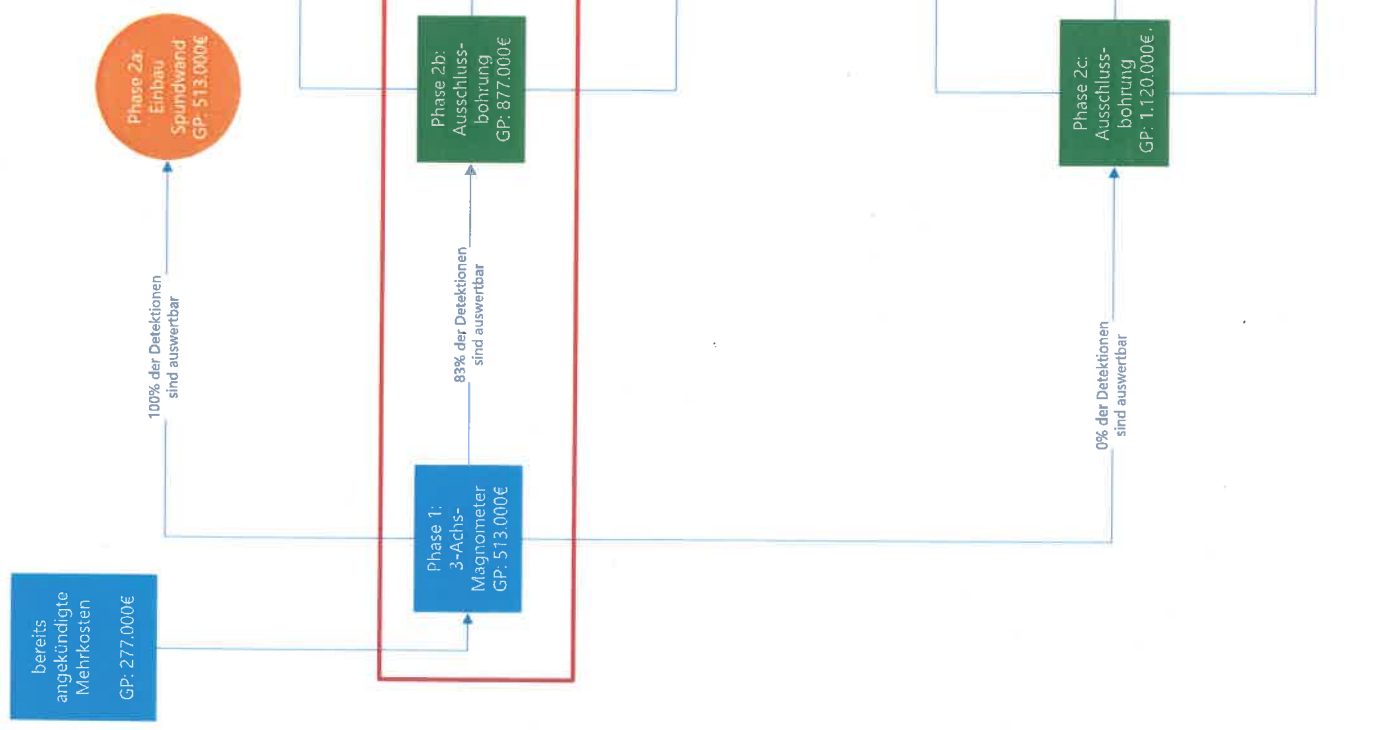 bereits
angekündigte
Mehrkosten
GP: 277.000€
Phase 1:
3-Achs-
Magnometer
GP: 513.000€
100% der Detektionen
sind auswertbar
Phase 2a:
Einbau
Spundwand
GP: 513.000€
83% der Detektionen
sind auswertbar
Phase 2b:
Ausschluss-
bohrung
GP: 877.000€
0% der Detektionen
sind auswertbar
Phase 2c:
Ausschluss-
bohrung
GP: 1.120.000€.